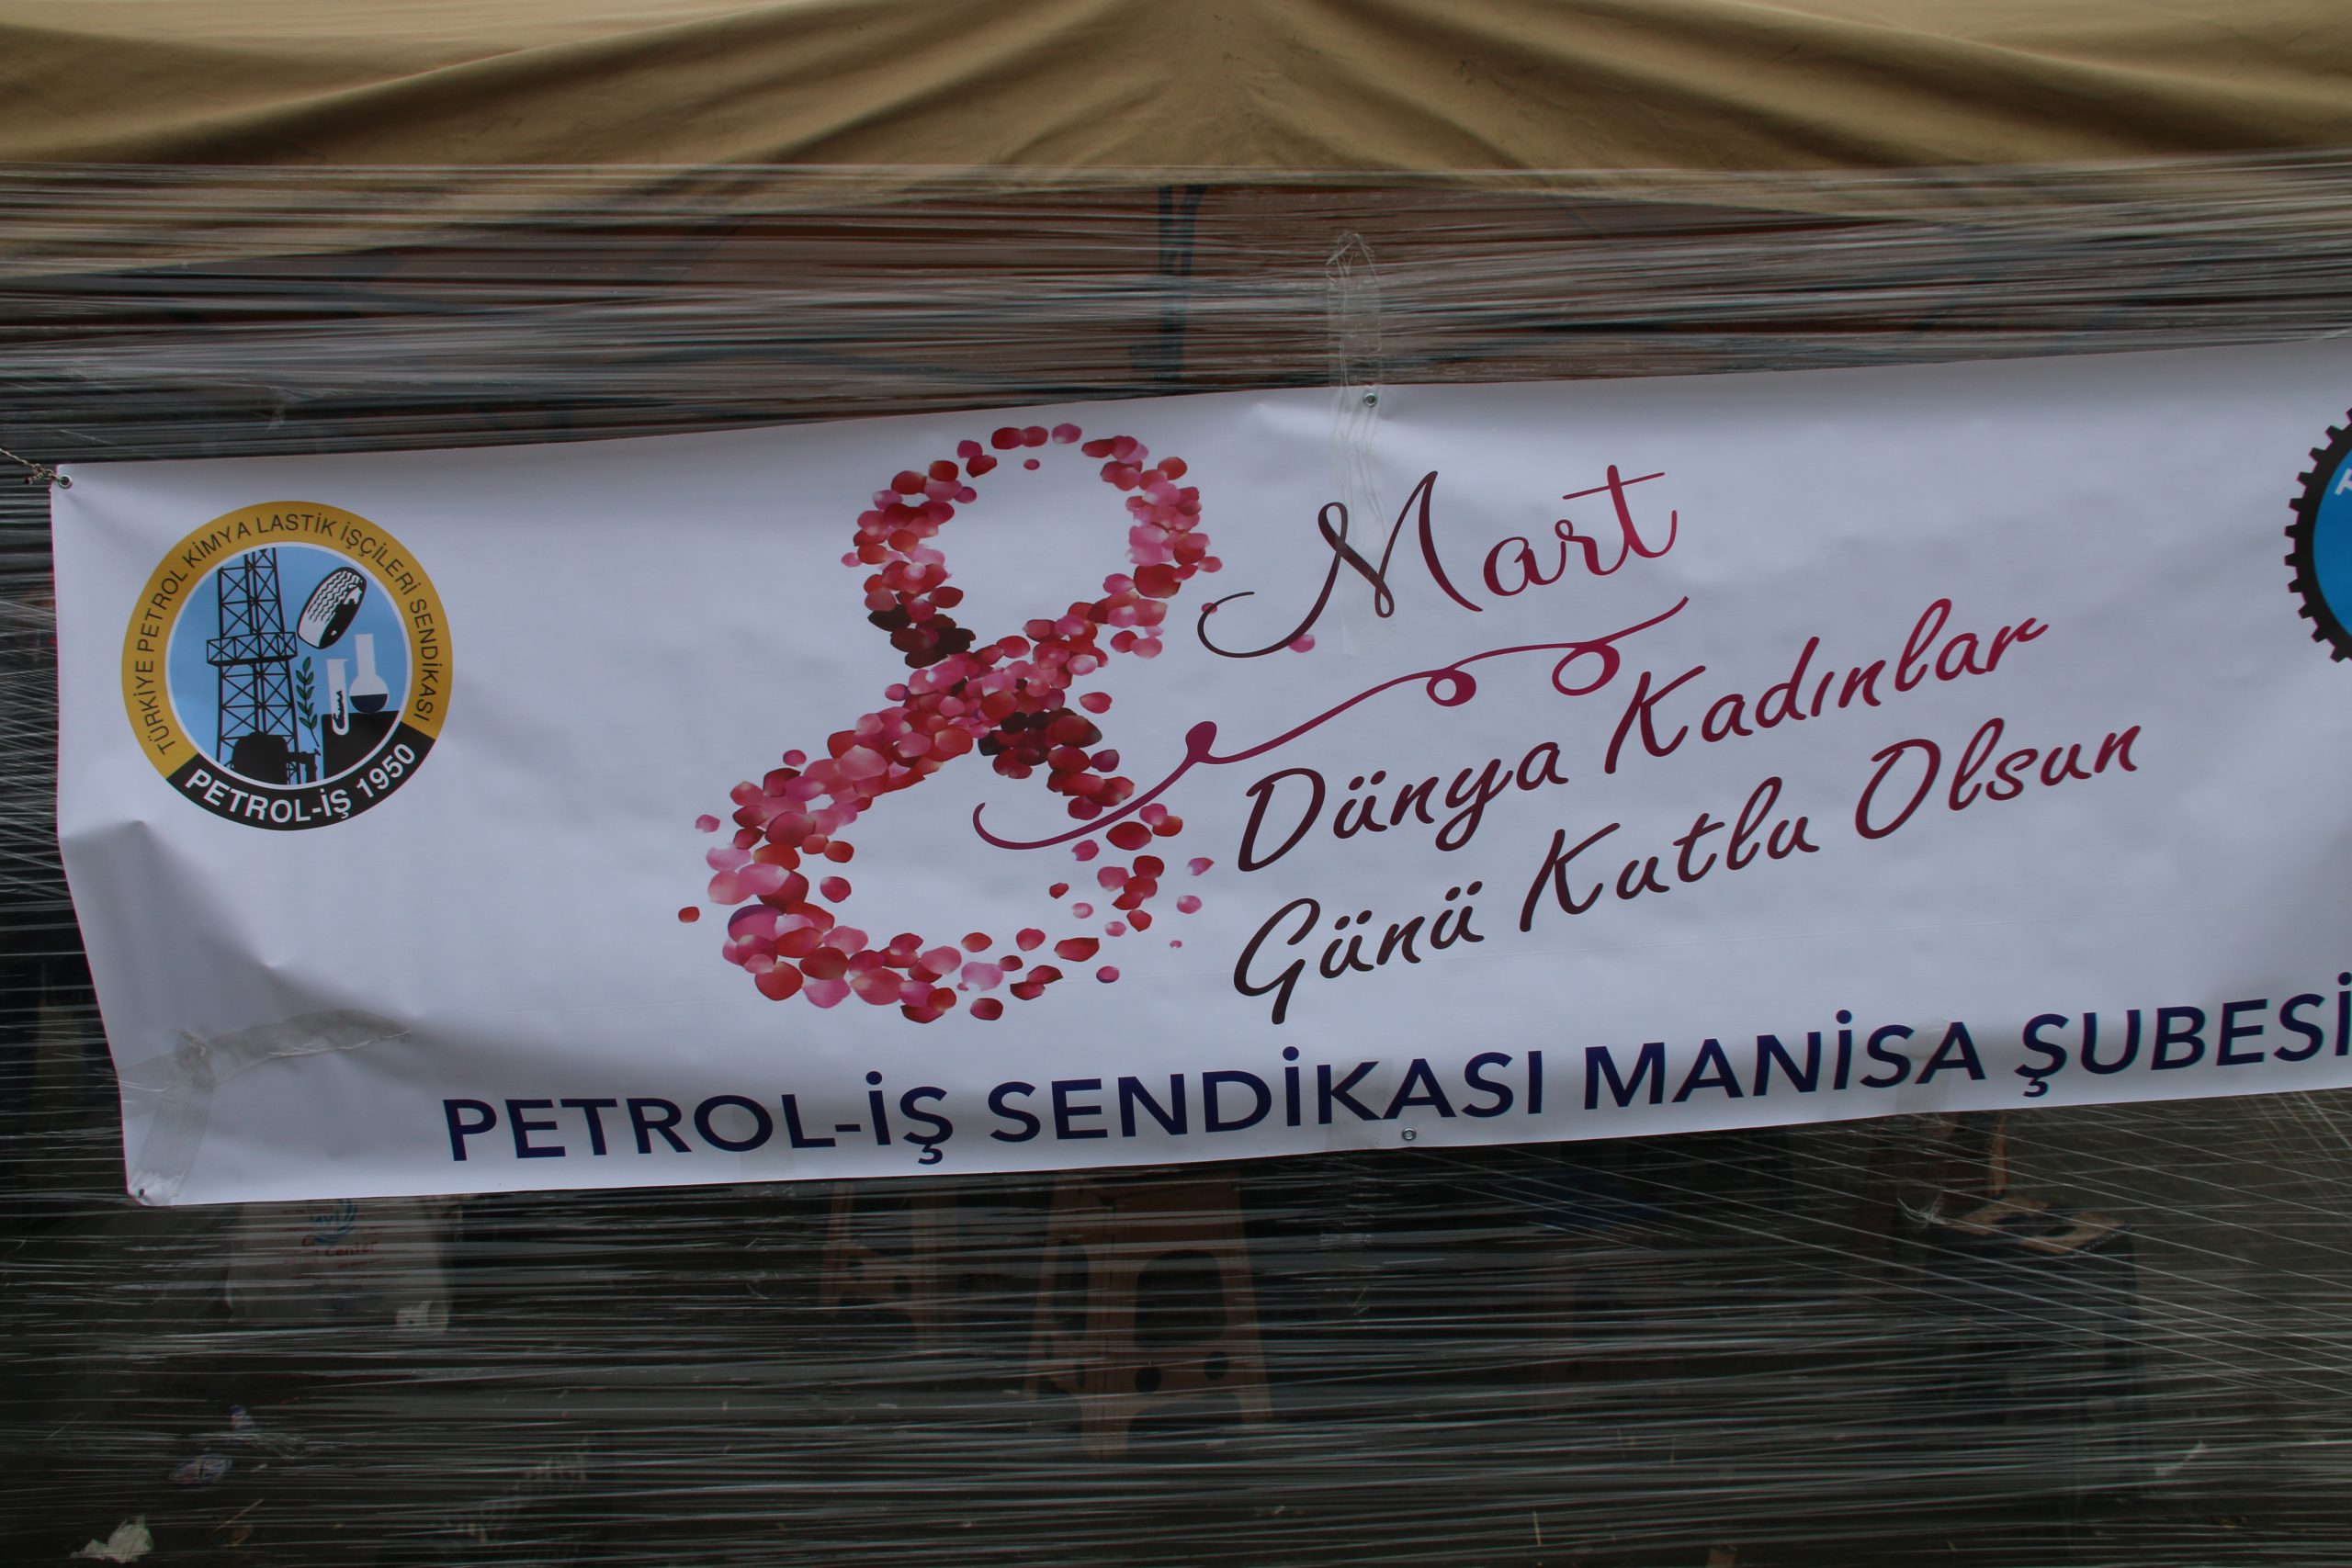 TÜRKİYE PETROL KİMYA LASTİK İŞÇİLERİ SENDİKASI
PETROL-İŞ 1950
8 Mart
Dünya Kadınlar
Günü Kutlu Olsun
PETROL-İŞ SENDİKASI MANİSA ŞUBESİ
Center